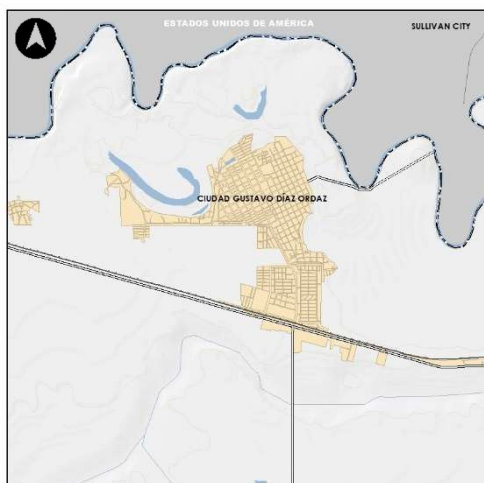 ESTADOS UNIDOS DE AMÉRICA
SULLIVAN CITY
CIUDAD GUSTAVO DÍAZ ORDAZ